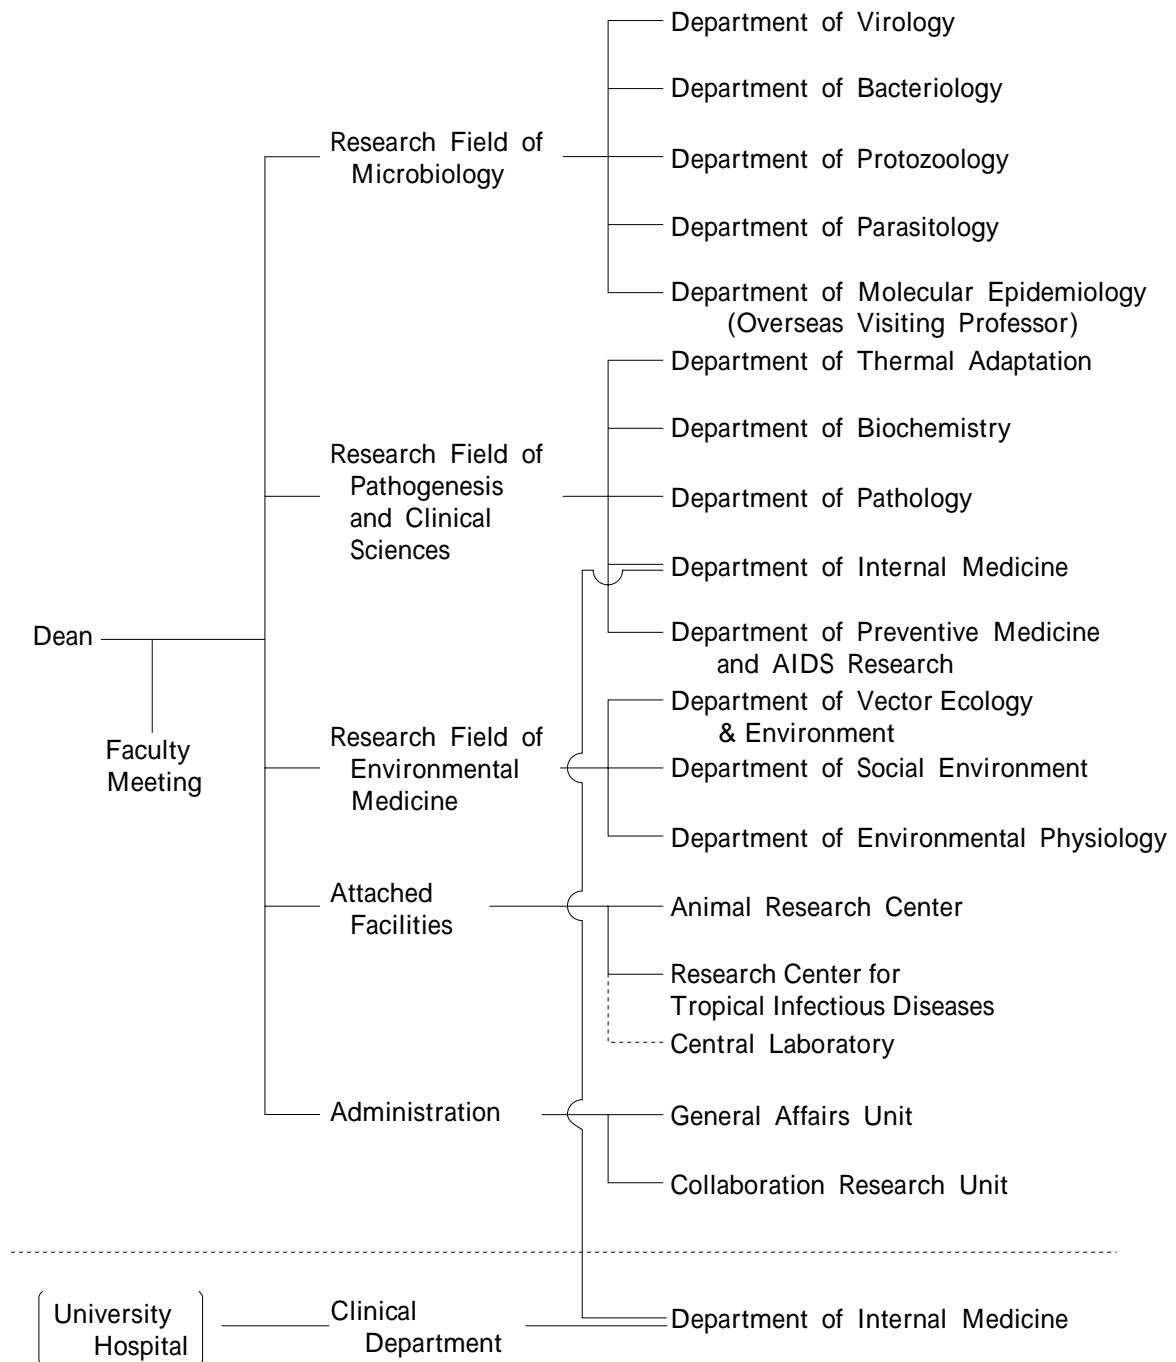 Department of Virology
Department of Bacteriology
Research Field of
Microbiology
Department of Protozoology
Department of Parasitology
Department of Molecular Epidemiology
(Overseas Visiting Professor)
Department of Thermal Adaptation
Department of Biochemistry
Research Field of
Pathogenesis
and Clinical
Sciences
Department of Pathology
Department of Internal Medicine
Dean
Department of Preventive Medicine
and AIDS Research
Faculty
Meeting
Department of Vector Ecology
& Environment
Research Field of
Environmental
Medicine
Department of Social Environment
Department of Environmental Physiology
Attached
Facilities
Animal Research Center
Research Center for
Tropical Infectious Diseases
Central Laboratory
Administration
General Affairs Unit
Collaboration Research Unit
University
Hospital
Clinical
Department
Department of Internal Medicine